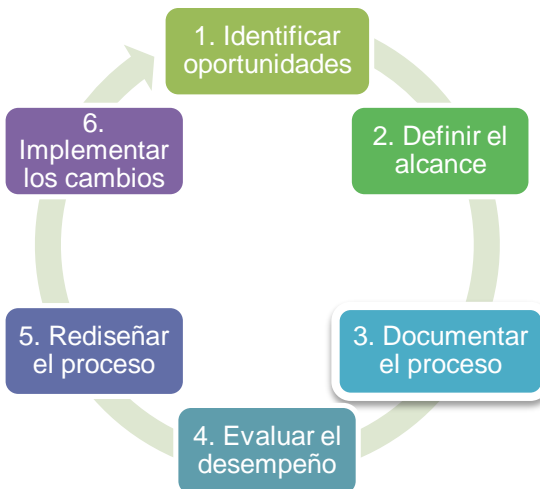 1. Identificar
oportunidades
2. Definir el
alcance
3. Documentar
el proceso
4. Evaluar el
desempeño
5. Rediseñar
el proceso
6.
Implementar
los cambios